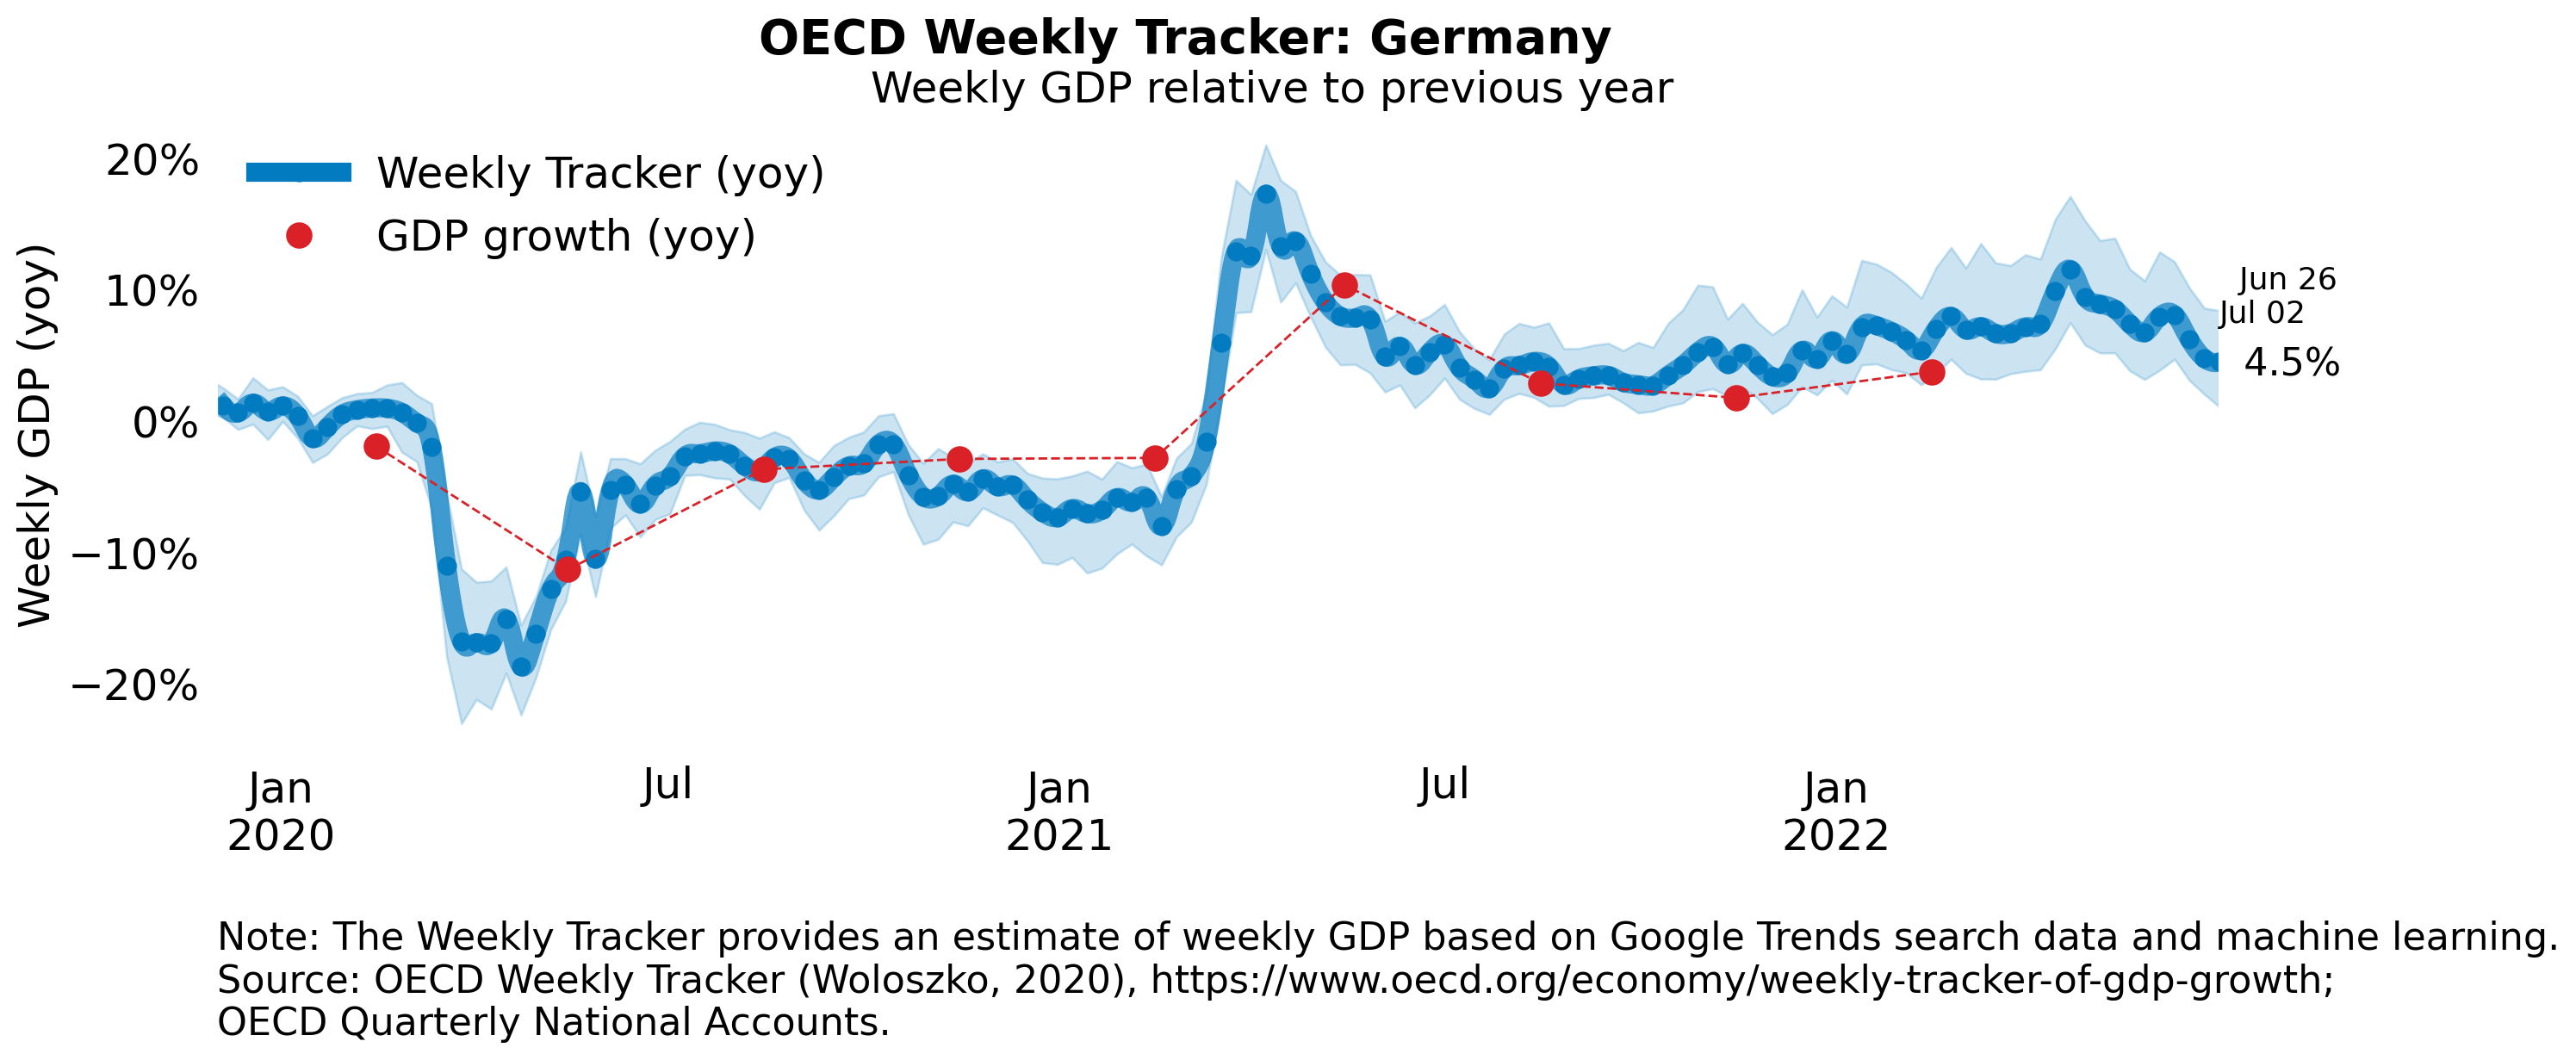 OECD Weekly Tracker: Germany
Weekly GDP relative to previous year
Weekly GDP (yoy)
20%
10%
0%
−10%
−20%
Weekly Tracker (yoy)
GDP growth (yoy)
Jun 26
Jul 02
4.5%
Jan
2020
Jul
Jan
2021
Jul
Jan
2022
Note: The Weekly Tracker provides an estimate of weekly GDP based on Google Trends search data and machine learning.
Source: OECD Weekly Tracker (Woloszko, 2020), https://www.oecd.org/economy/weekly-tracker-of-gdp-growth;
OECD Quarterly National Accounts.